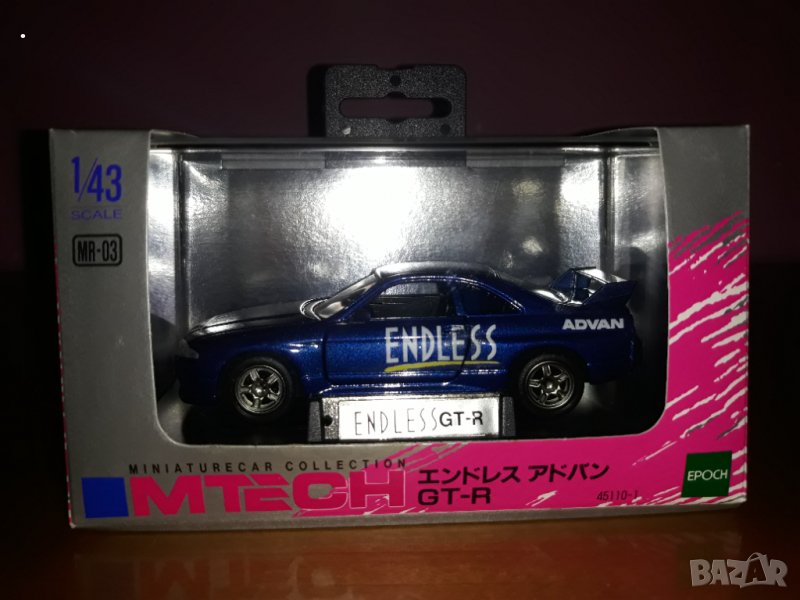 1/43
SCALE
MR-03
ENDLESS
ADVAN
ENDLESS GT-R
MINIATURECAR COLLECTION
MTECH
エンドレス アドバン
GT-R
45110-1
EPOCH
BAZAR